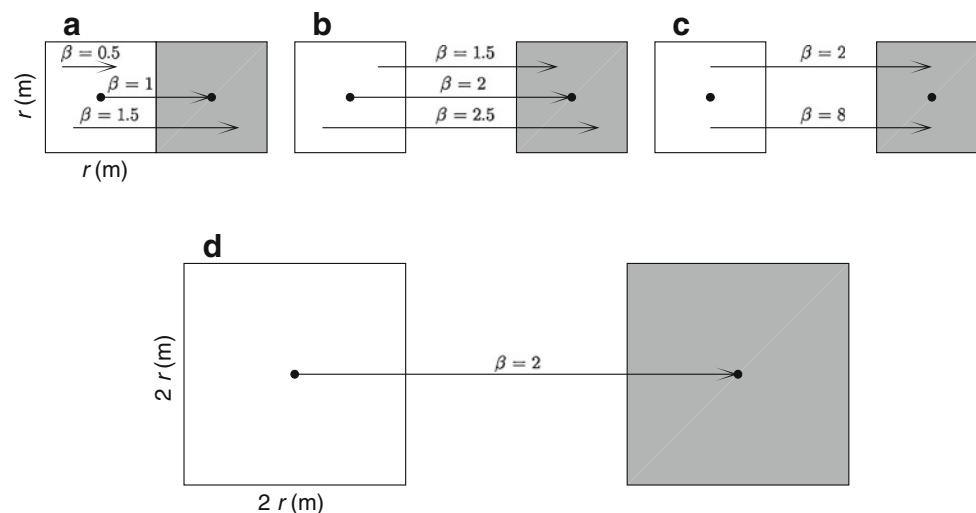 a
β = 0.5
β = 1
β = 1.5
r (m)
r (m)
b
β = 1.5
β = 2
β = 2.5
c
β = 2
β = 8
d
β = 2
2 r (m)
2 r (m)